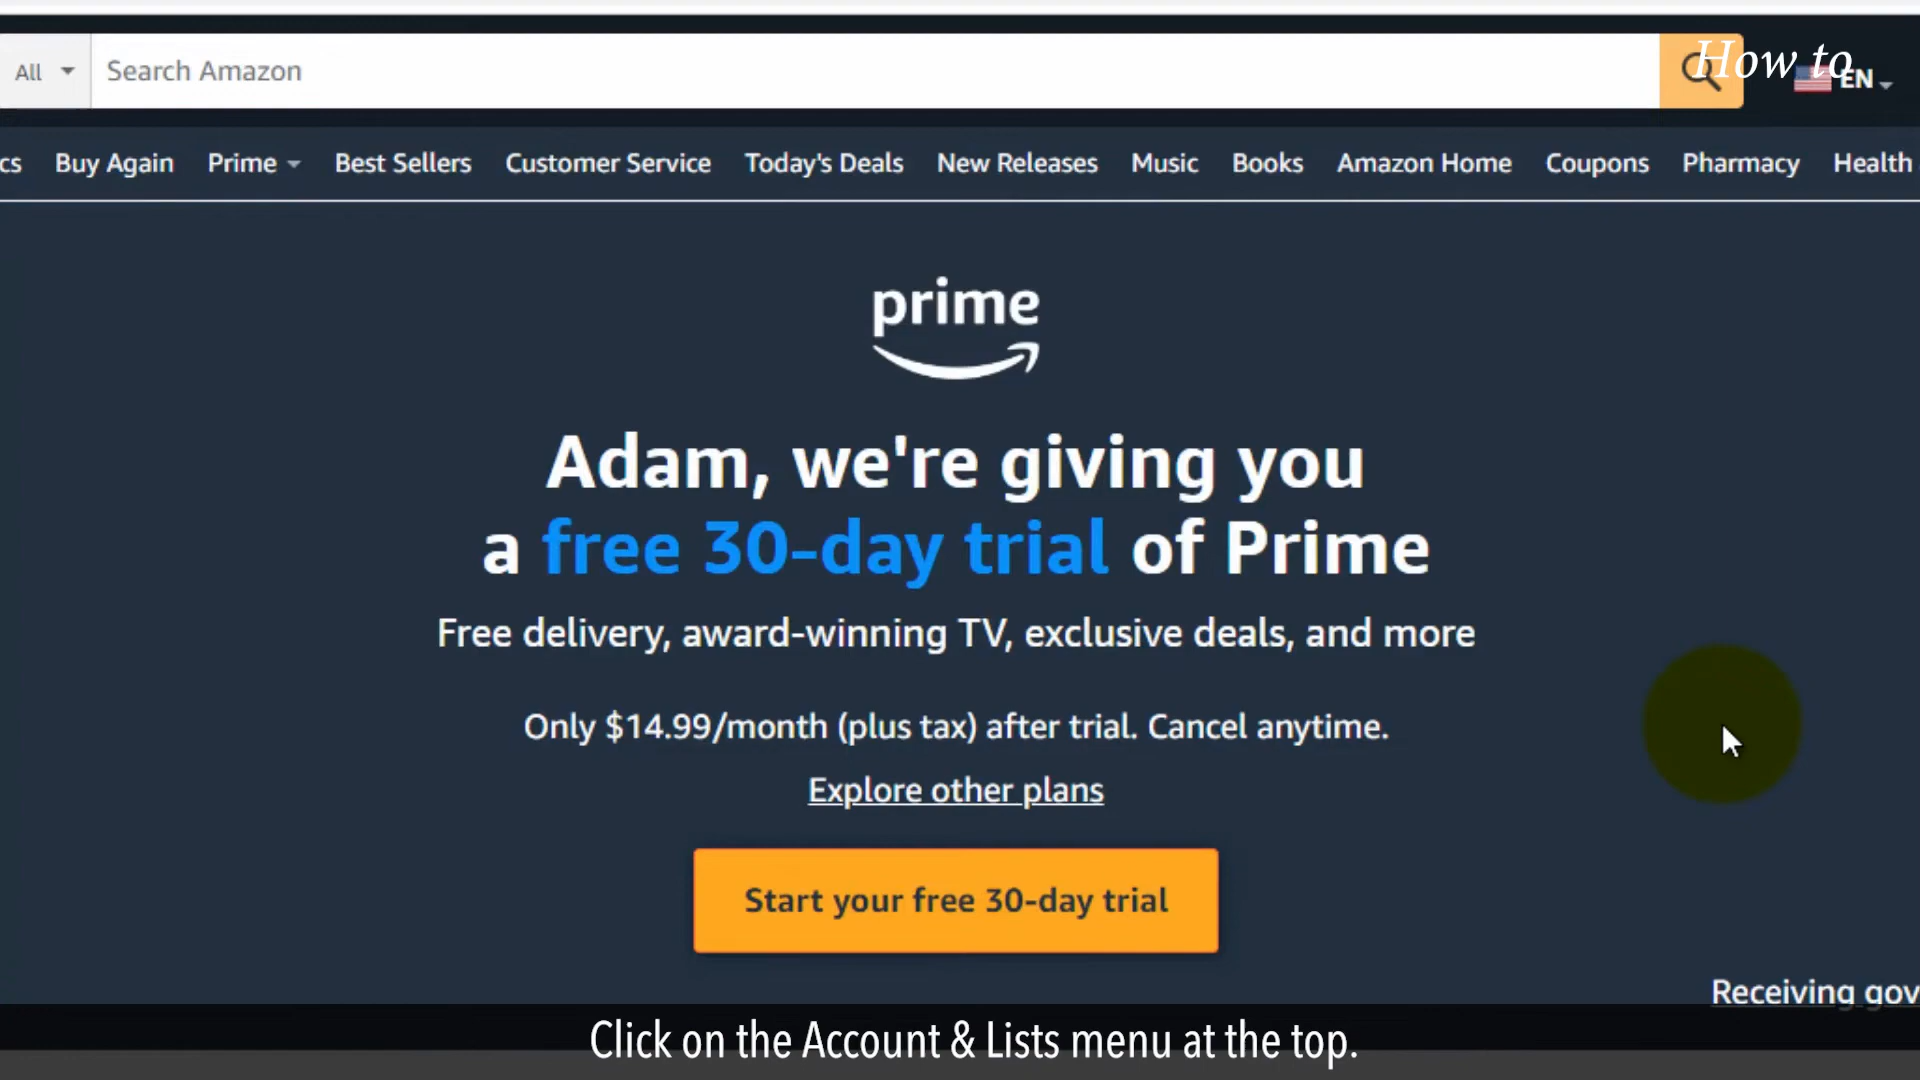 How to
All
Search Amazon
EN
cs Buy Again Prime Best Sellers Customer Service Today's Deals New Releases Music Books Amazon Home Coupons Pharmacy Health
prime
Adam, we're giving you
a free 30-day trial of Prime
Free delivery, award-winning TV, exclusive deals, and more
Only $14.99/month (plus tax) after trial. Cancel anytime.
Explore other plans
Start your free 30-day trial
Receiving gov
Click on the Account & Lists menu at the top.